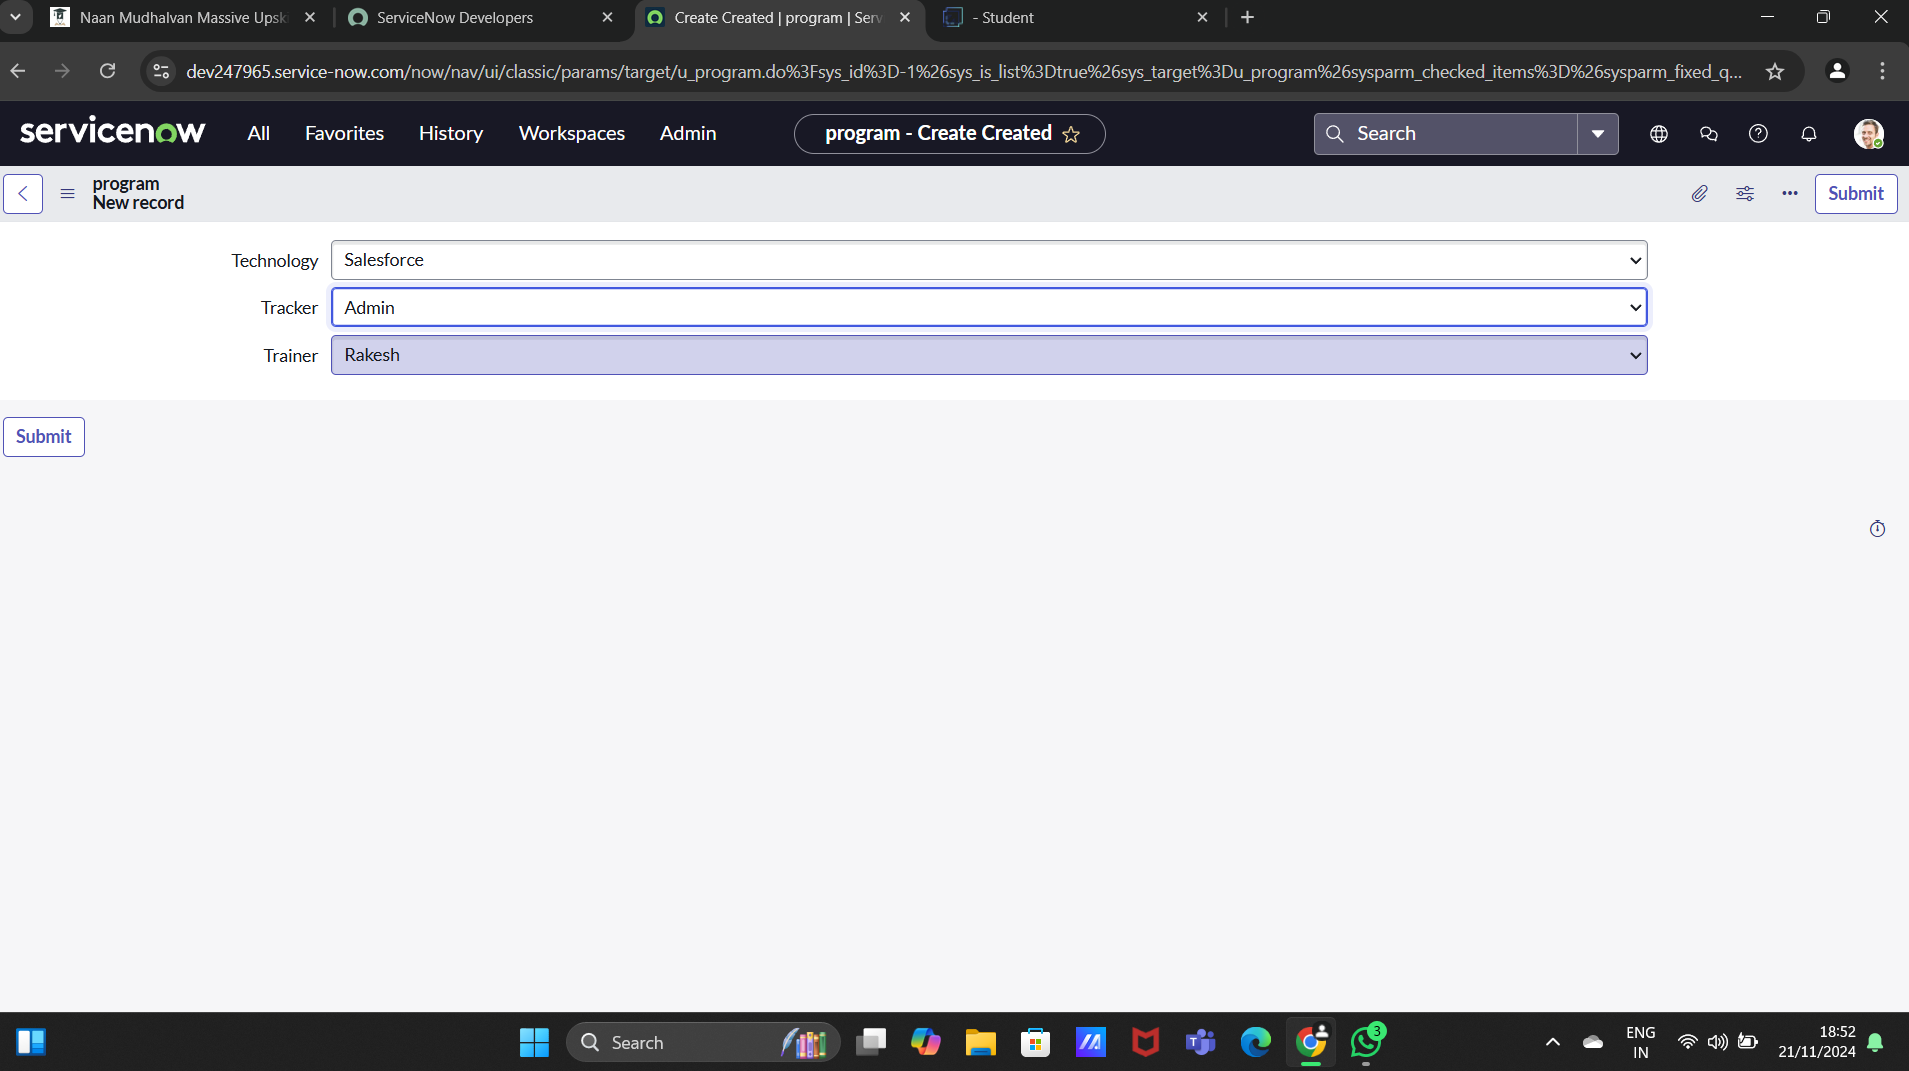 Naan Mudhalvan Massive Upsk
ServiceNow Developers
Create Created | program | Serv
- Student
dev247965.service-now.com/now/nav/ui/classic/params/target/u_program.do%3Fsys_id%3D-1%26sys_is_list%3Dtrue%26sys_target%3Du_program%26sysparm_checked_items%3D%26sysparm_fixed_q...
servicenow
All
Favorites
History
Workspaces
Admin
program - Create Created
Search
program
New record
Submit
Technology
Salesforce
Tracker
Admin
Trainer
Rakesh
Submit
Search
3
ENG
IN
18:52
21/11/2024